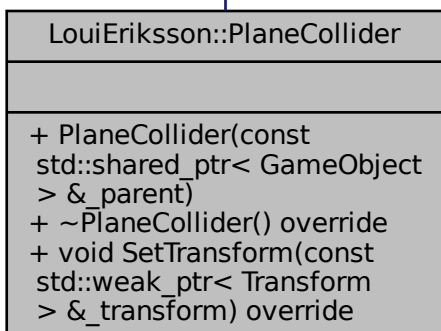 LouiEriksson::PlaneCollider
+ PlaneCollider(const
std::shared_ptr< GameObject
> &_parent)
+ ~PlaneCollider() override
+ void SetTransform(const
std::weak_ptr< Transform
> &_transform) override